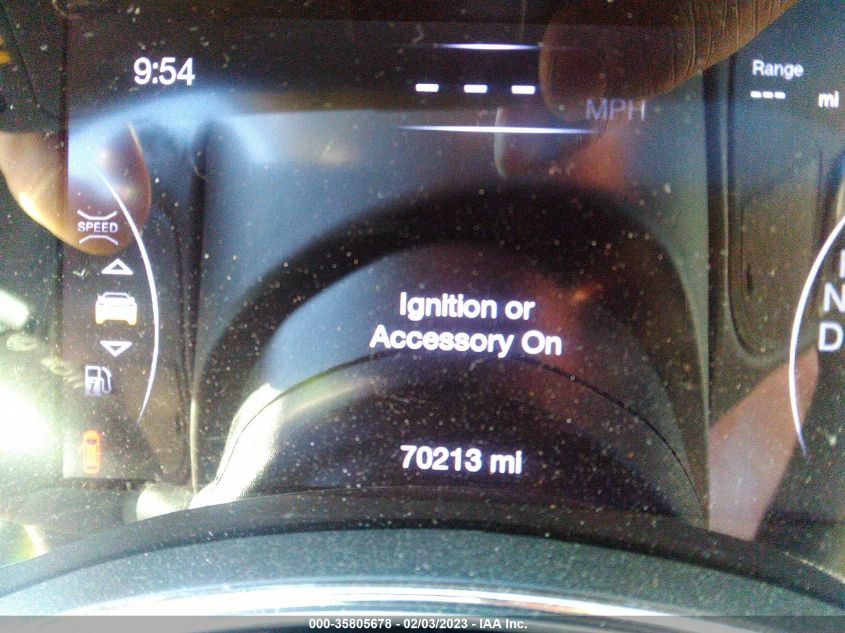 9:54
- - -
MPH
Range
--- mi
SPEED
N
D
Ignition or
Accessory On
70213 mi
000-35805678 - 02/03/2023 - IAA Inc.